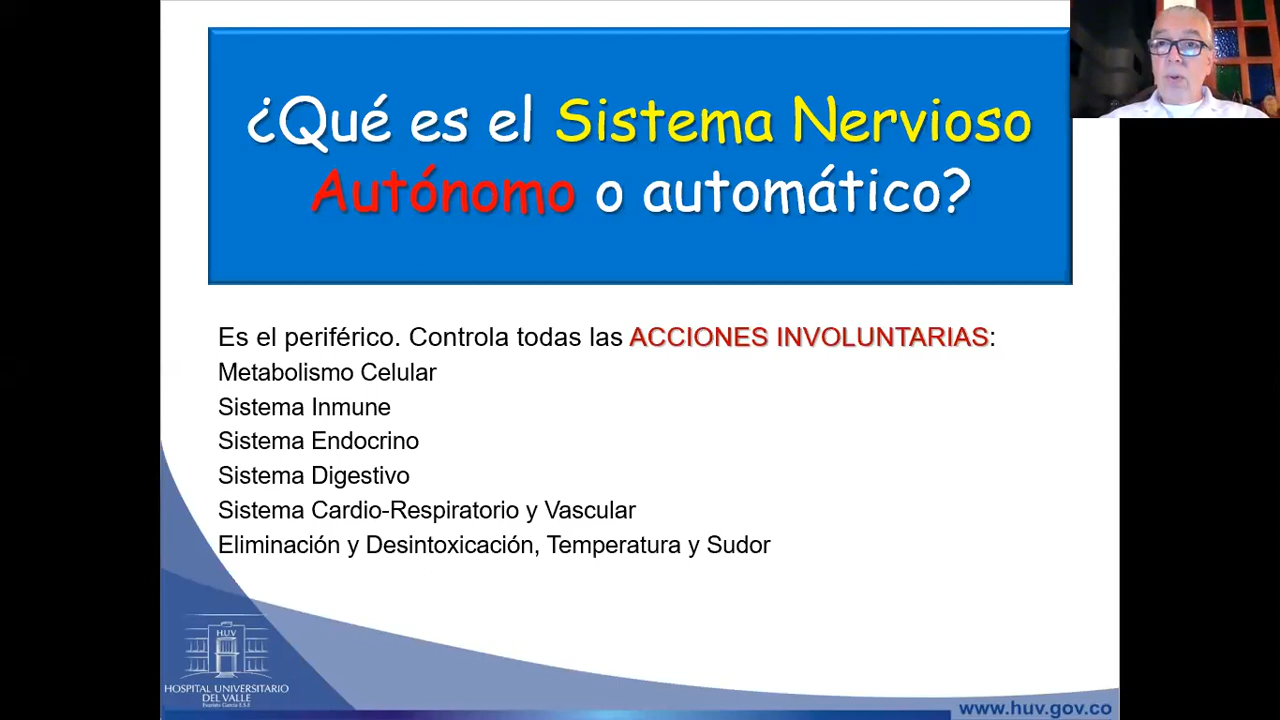 ¿Qué es el Sistema Nervioso
Autónomo o automático?
Es el periférico. Controla todas las ACCIONES INVOLUNTARIAS:
Metabolismo Celular
Sistema Inmune
Sistema Endocrino
Sistema Digestivo
Sistema Cardio-Respiratorio y Vascular
Eliminación y Desintoxicación, Temperatura y Sudor
H.U.V
HOSPITAL UNIVERSITARIO
DEL VALLE
Evaristo García E.S.E
www.huv.gov.co